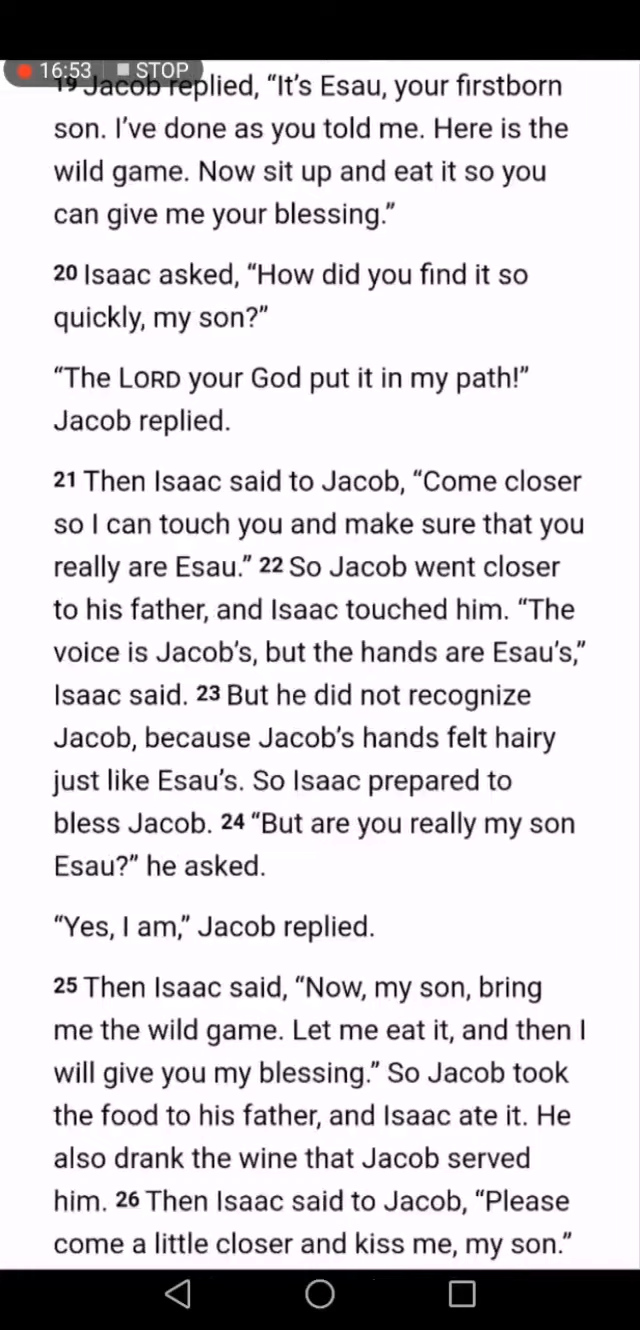 16:53 STOP
19 Jacob replied, “It’s Esau, your firstborn
son. I’ve done as you told me. Here is the
wild game. Now sit up and eat it so you
can give me your blessing.”
20 Isaac asked, “How did you find it so
quickly, my son?”
“The LORD your God put it in my path!”
Jacob replied.
21 Then Isaac said to Jacob, “Come closer
so I can touch you and make sure that you
really are Esau.” 22 So Jacob went closer
to his father, and Isaac touched him. “The
voice is Jacob’s, but the hands are Esau’s,”
Isaac said. 23 But he did not recognize
Jacob, because Jacob’s hands felt hairy
just like Esau’s. So Isaac prepared to
bless Jacob. 24 “But are you really my son
Esau?” he asked.
“Yes, I am,” Jacob replied.
25 Then Isaac said, “Now, my son, bring
me the wild game. Let me eat it, and then I
will give you my blessing.” So Jacob took
the food to his father, and Isaac ate it. He
also drank the wine that Jacob served
him. 26 Then Isaac said to Jacob, “Please
come a little closer and kiss me, my son.”